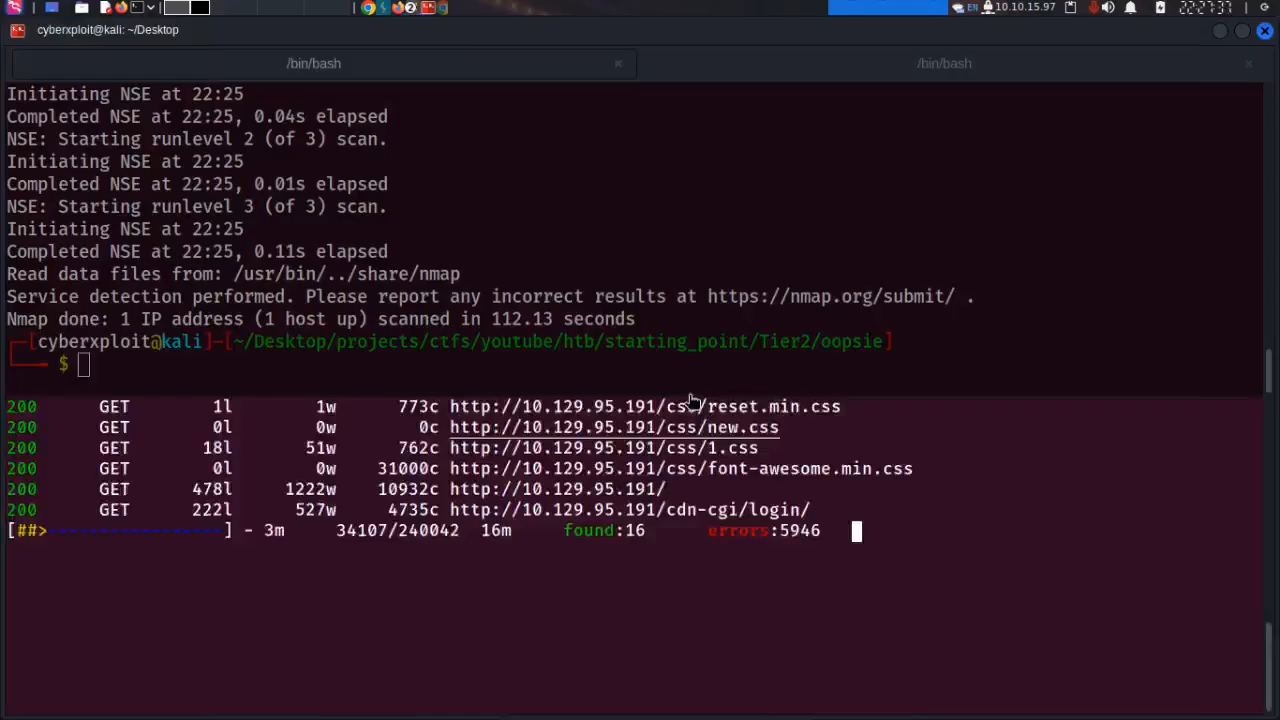 EN 10.10.15.97 22:27:31
cyberxploit@kali: ~/Desktop
/bin/bash × /bin/bash ×
Initiating NSE at 22:25
Completed NSE at 22:25, 0.04s elapsed
NSE: Starting runlevel 2 (of 3) scan.
Initiating NSE at 22:25
Completed NSE at 22:25, 0.01s elapsed
NSE: Starting runlevel 3 (of 3) scan.
Initiating NSE at 22:25
Completed NSE at 22:25, 0.11s elapsed
Read data files from: /usr/bin/../share/nmap
Service detection performed. Please report any incorrect results at https://nmap.org/submit/ .
Nmap done: 1 IP address (1 host up) scanned in 112.13 seconds
┌─[cyberxploit@kali]─[~/Desktop/projects/ctfs/youtube/htb/starting_point/Tier2/oopsie]
└──╼ $
200 GET 1l 1w 773c http://10.129.95.191/css/reset.min.css
200 GET 0l 0w 0c http://10.129.95.191/css/new.css
200 GET 18l 51w 762c http://10.129.95.191/css/1.css
200 GET 0l 0w 31000c http://10.129.95.191/css/font-awesome.min.css
200 GET 478l 1222w 10932c http://10.129.95.191/
200 GET 222l 527w 4735c http://10.129.95.191/cdn-cgi/login/
[##>-----------------] - 3m 34107/240042 16m found:16 errors:5946